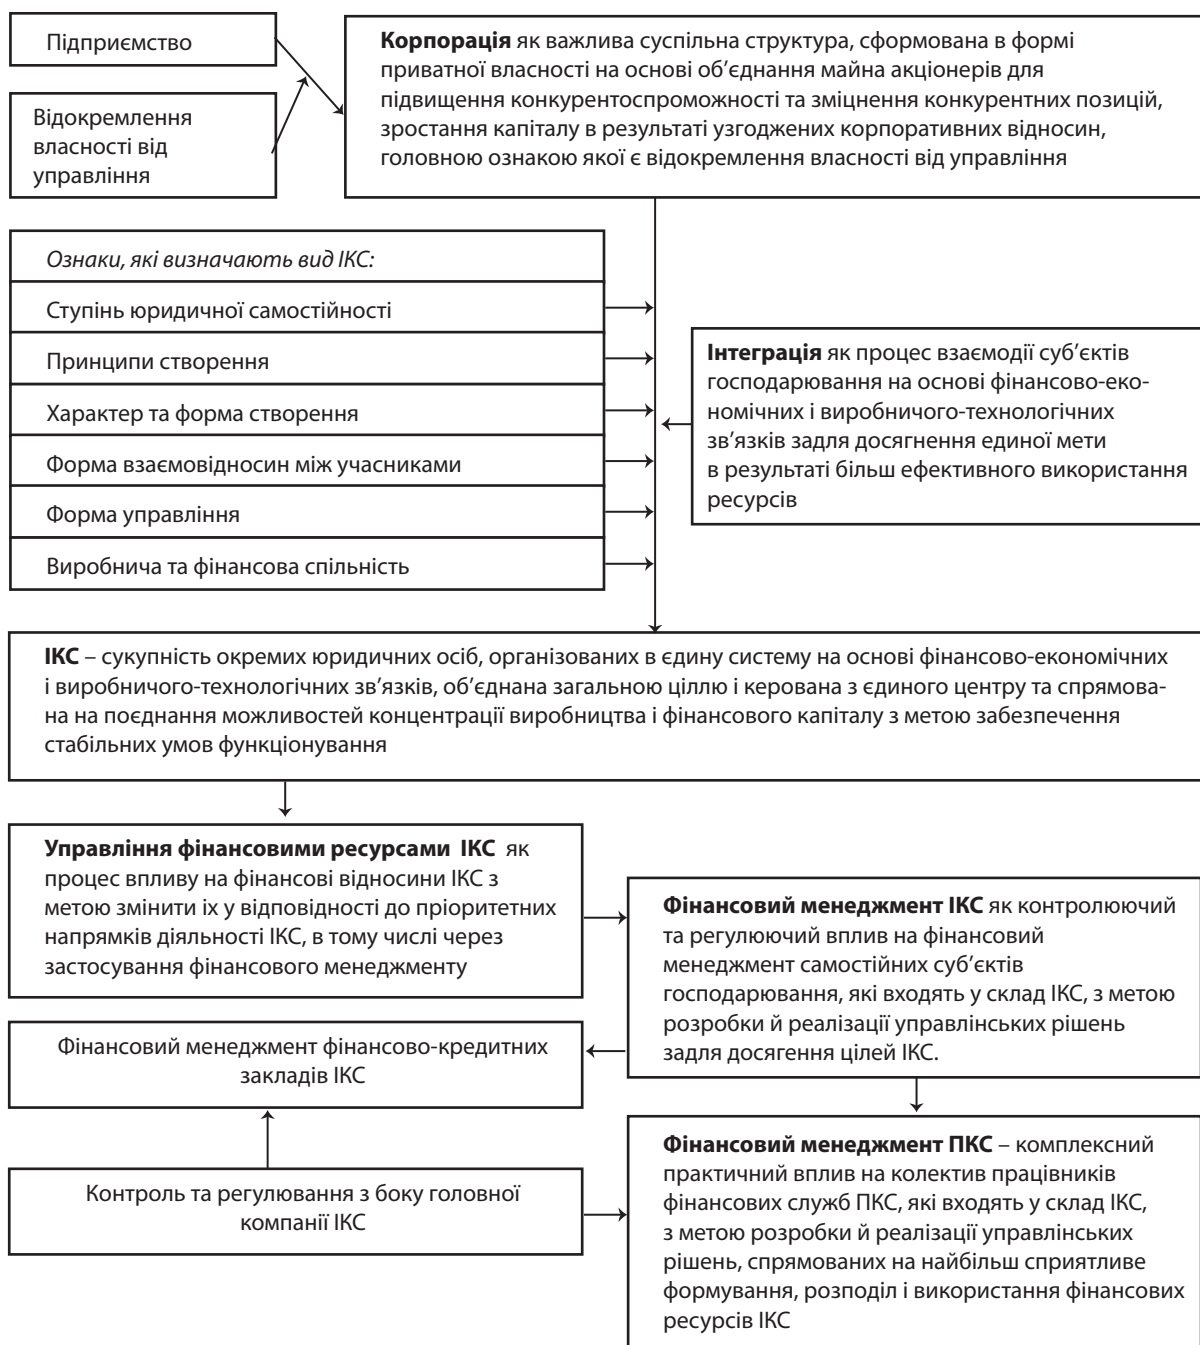 Підприємство
Відокремлення
власності від
управління
Корпорація як важлива суспільна структура, сформована в формі
приватної власності на основі об’єднання майна акціонерів для
підвищення конкурентоспроможності та зміцнення конкурентних позицій,
зростання капіталу в результаті узгоджених корпоративних відносин,
головною ознакою якої є відокремлення власності від управління
Ознаки, які визначають вид ІКС:
Ступінь юридичної самостійності
Принципи створення
Характер та форма створення
Форма взаємовідносин між учасниками
Форма управління
Виробнича та фінансова спільність
Інтеграція як процес взаємодії суб’єктів
господарювання на основі фінансово-еко-
номічних і виробничого-технологічних
зв’язків задля досягнення единої мети
в результаті більш ефективного використання
ресурсів
ІКС – сукупність окремих юридичних осіб, організованих в єдину систему на основі фінансово-економічних
і виробничого-технологічних зв’язків, об’єднана загальною ціллю і керована з єдиного центру та спрямова-
на на поєднання можливостей концентрації виробництва і фінансового капіталу з метою забезпечення
стабільних умов функціонування
Управління фінансовими ресурсами ІКС як
процес впливу на фінансові відносини ІКС з
метою змінити їх у відповідності до пріоритетних
напрямків діяльності ІКС, в тому числі через
застосування фінансового менеджменту
Фінансовий менеджмент ІКС як контролюючий
та регулюючий вплив на фінансовий
менеджмент самостійних суб’єктів
господарювання, які входять у склад ІКС, з метою
розробки й реалізації управлінських рішень
задля досягення цілей ІКС.
Фінансовий менеджмент фінансово-кредитних
закладів ІКС
Контроль та регулювання з боку головної
компанії ІКС
Фінансовий менеджмент ПКС – комплексний
практичний вплив на колектив працівників
фінансових служб ПКС, які входять у склад ІКС,
з метою розробки й реалізації управлінських
рішень, спрямованих на найбільш сприятливе
формування, розподіл і використання фінансових
ресурсів ІКС